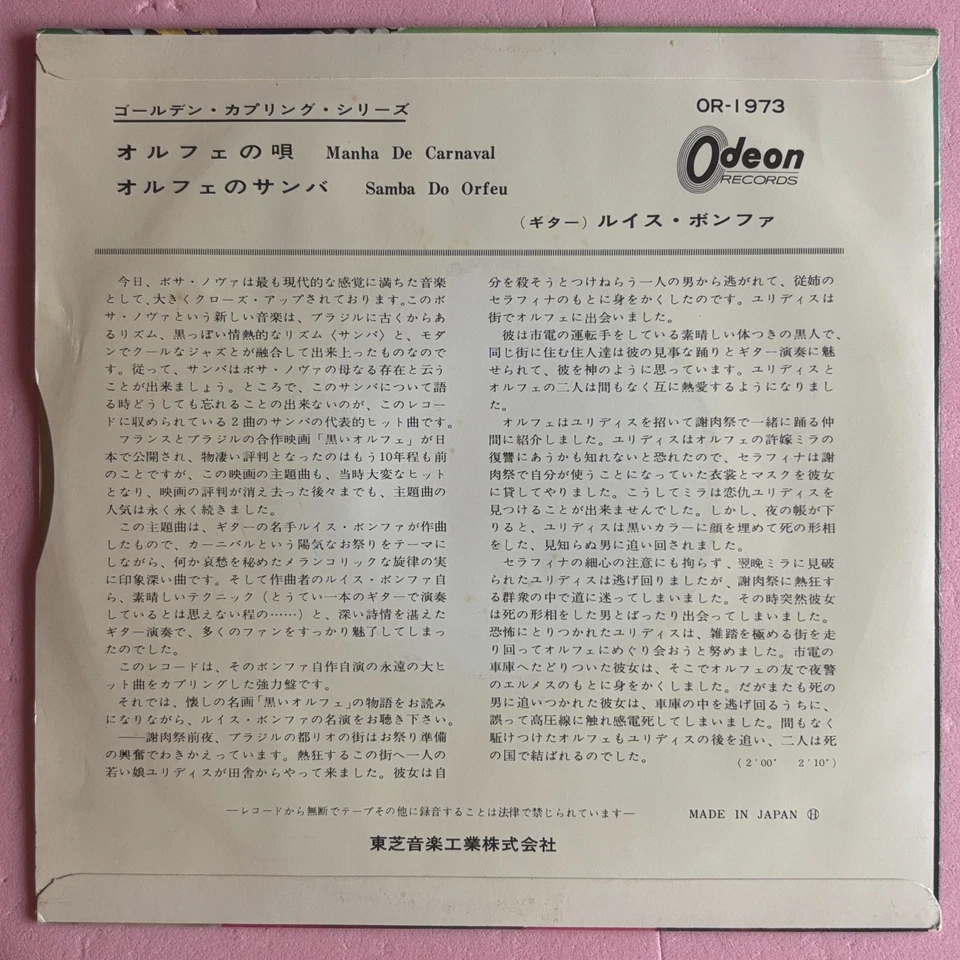 ゴールデン・カプリング・シリーズ
OR-1973
オルフェの唄 Manha De Carnaval
Odeon
RECORDS
オルフェのサンバ Samba Do Orfeu
(ギター) ルイス・ボンファ
今日、ボサ・ノヴァは最も現代的な感覚に満ちた音楽
として、大きくクローズ・アップされております。このボ
サ・ノヴァという新しい音楽は、ブラジルに古くからあ
るリズム、黒っぽい情熱的なリズム〈サンバ〉と、モダ
ンでクールなジャズとが融合して出来上ったものなので
す。従って、サンバはボサ・ノヴァの母なる存在と云う
ことが出来ましょう。ところで、このサンバについて語
る時どうしても忘れることの出来ないのが、このレコー
ドに収められている2曲のサンバの代表的ヒット曲です。
フランスとブラジルの合作映画「黒いオルフェ」が日
本で公開され、物凄い評判となったのはもう10年程も前
のことですが、この映画の主題曲も、当時大変なヒット
となり、映画の評判が消え去った後々までも、主題曲の
人気は永く永く続きました。
この主題曲は、ギターの名手ルイス・ボンファが作曲
したもので、カーニバルという陽気なお祭りをテーマに
しながら、何か哀愁を秘めたメランコリックな旋律の実
に印象深い曲です。そして作曲者のルイス・ボンファ自
ら、素晴しいテクニック（とうてい一本のギターで演奏
しているとは思えない程の……）と、深い詩情を湛えた
ギター演奏で、多くのファンをすっかり魅了してしまっ
たのでした。
このレコードは、そのボンファ自作自演の永遠の大ヒ
ット曲をカプリングした強力盤です。
それでは、懐しの名画「黒いオルフェ」の物語をお読み
になりながら、ルイス・ボンファの名演をお聴き下さい。
――謝肉祭前夜、ブラジルの都リオの街はお祭り準備
の興奮でわきかえっています。熱狂するこの街へ一人の
若い娘ユリディスが田舎からやって来ました。彼女は自
分を殺そうとつけねらう一人の男から逃がれて、従姉の
セラフィナのもとに身をかくしたのです。ユリディスは
街でオルフェに出会いました。
彼は市電の運転手をしている素晴しい体つきの黒人で、
同じ街に住む住人達は彼の見事な踊りとギター演奏に魅
せられて、彼を神のように思っています。ユリディスと
オルフェの二人は間もなく互に熱愛するようになりまし
た。
オルフェはユリディスを招いて謝肉祭で一緒に踊る仲
間に紹介しました。ユリディスはオルフェの許嫁ミラの
復讐にあうかも知れないと恐れたので、セラフィナは謝
肉祭で自分が使うことになっていた衣裳とマスクを彼女
に貸してやりました。こうしてミラは恋仇ユリディスを
見つけることが出来ませんでした。しかし、夜の帳が下
りると、ユリディスは黒いカラーに顔を埋めて死の形相
をした、見知らぬ男に追い回されました。
セラフィナの細心の注意にも拘らず、翌晩ミラに見破
られたユリディスは逃げ回りましたが、謝肉祭に熱狂す
る群衆の中で道に迷ってしまいました。その時突然彼女
は死の形相をした男とばったり出会ってしまいました。
恐怖にとりつかれたユリディスは、雑踏を極める街を走
り回ってオルフェにめぐり会おうと努めました。市電の
車庫へたどりついた彼女は、そこでオルフェの友で夜警
のエルメスのもとに身をかくしました。だがまたも死の
男に追いつかれた彼女は、車庫の中を逃げ回るうちに、
誤って高圧線に触れ感電死してしまいました。間もなく
駈けつけたオルフェもユリディスの後を追い、二人は死
の国で結ばれるのでした。
(2′00″ 2′10″)
―レコードから無断でテープその他に録音することは法律で禁じられています―
MADE IN JAPAN Ⓗ
東芝音楽工業株式会社